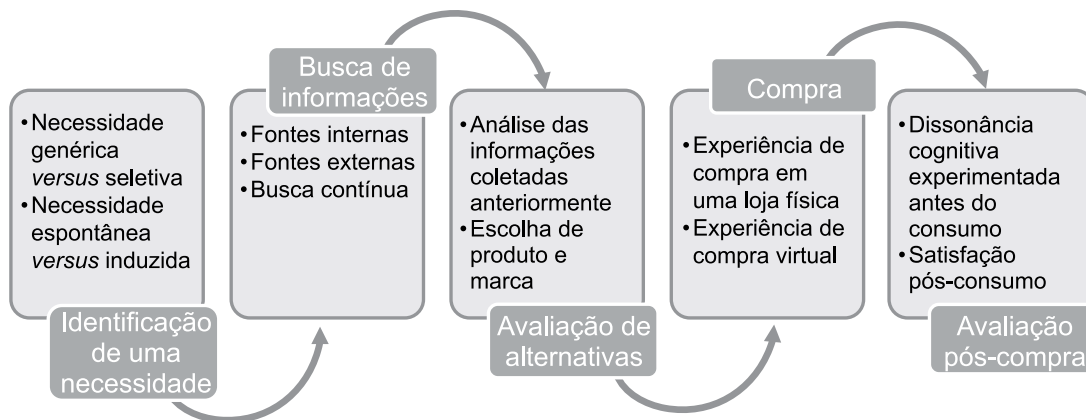 •Necessidade
genérica
versus seletiva
•Necessidade
espontânea
versus induzida
Identificação
de uma
necessidade
Busca de
informações
•Fontes internas
•Fontes externas
•Busca contínua
•Análise das
informações
coletadas
anteriormente
•Escolha de
produto e
marca
Avaliação de
alternativas
Compra
•Experiência de
compra em
uma loja física
•Experiência de
compra virtual
•Dissonância
cognitiva
experimentada
antes do
consumo
•Satisfação
pós-consumo
Avaliação
pós-compra